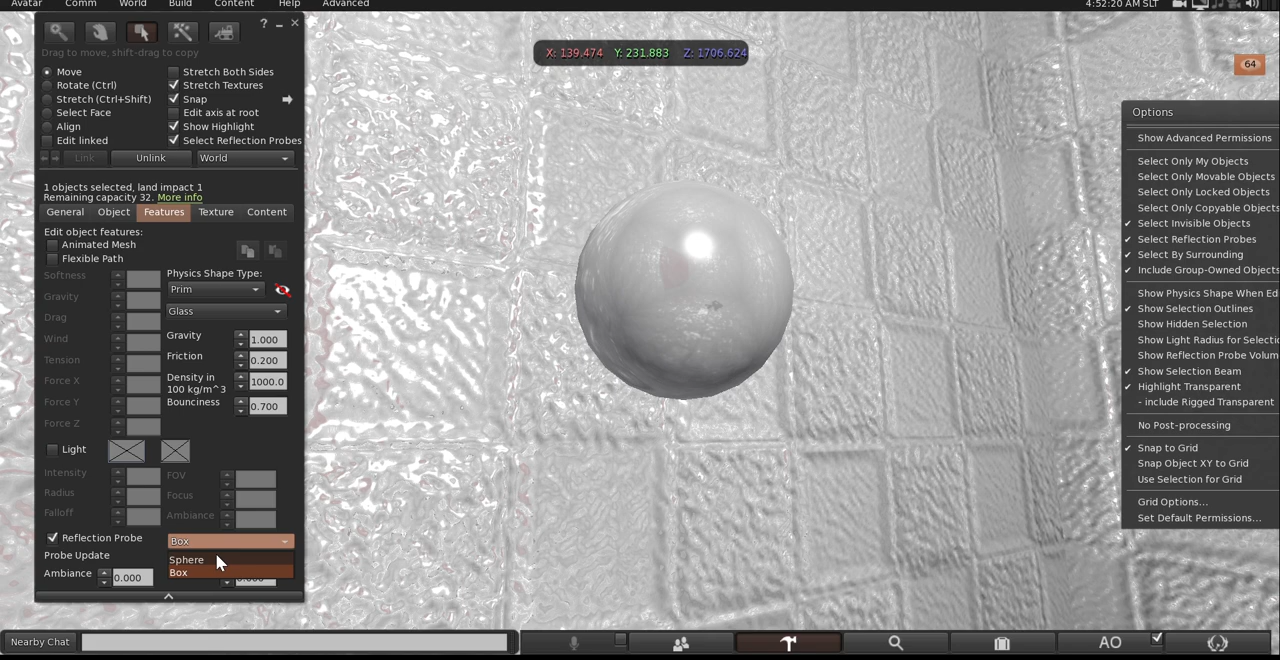 Avatar Comm World Build Content Help Advanced
4:52:20 AM SLT
? _ ×
Drag to move, shift-drag to copy
Move
Rotate (Ctrl)
Stretch (Ctrl+Shift)
Select Face
Align
Edit linked
Stretch Both Sides
Stretch Textures
Snap
Edit axis at root
Show Highlight
Select Reflection Probes
Link Unlink World
1 objects selected, land impact 1
Remaining capacity 32. More info
General Object Features Texture Content
Edit object features:
Animated Mesh
Flexible Path
Softness
Gravity
Drag
Wind
Tension
Force X
Force Y
Force Z
Physics Shape Type:
Prim
Glass
Gravity 1.000
Friction 0.200
Density in
100 kg/m^3 1000.0
Bounciness 0.700
Light
Intensity
Radius
Falloff
FOV
Focus
Ambiance
Reflection Probe Box
Probe Update
Sphere
Box
Ambiance 0.000
X: 139.474 Y: 231.883 Z: 1706.624
64
Options
Show Advanced Permissions
Select Only My Objects
Select Only Movable Objects
Select Only Locked Objects
Select Only Copyable Objects
Select Invisible Objects
Select Reflection Probes
Select By Surrounding
Include Group-Owned Objects
Show Physics Shape When Ed
Show Selection Outlines
Show Hidden Selection
Show Light Radius for Selectio
Show Reflection Probe Volum
Show Selection Beam
Highlight Transparent
- include Rigged Transparent
No Post-processing
Snap to Grid
Snap Object XY to Grid
Use Selection for Grid
Grid Options...
Set Default Permissions...
Nearby Chat
AO